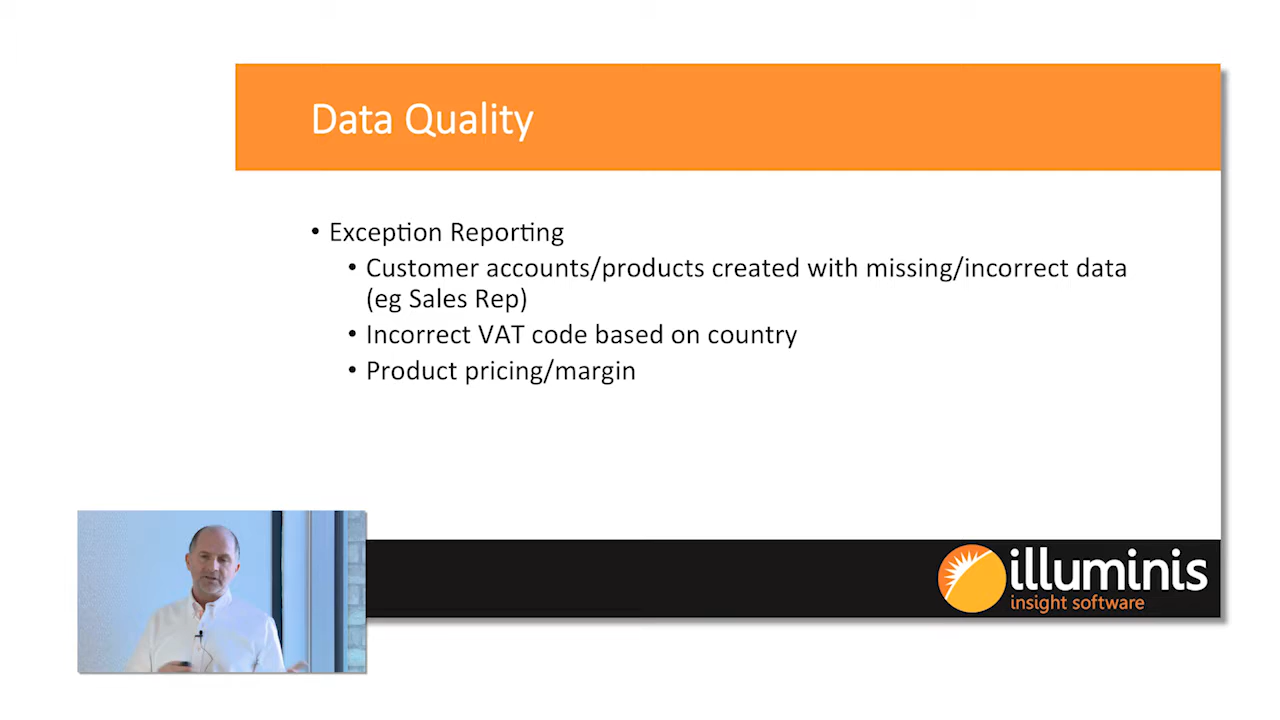 Data Quality
• Exception Reporting
• Customer accounts/products created with missing/incorrect data
(eg Sales Rep)
• Incorrect VAT code based on country
• Product pricing/margin
illuminis
insight software